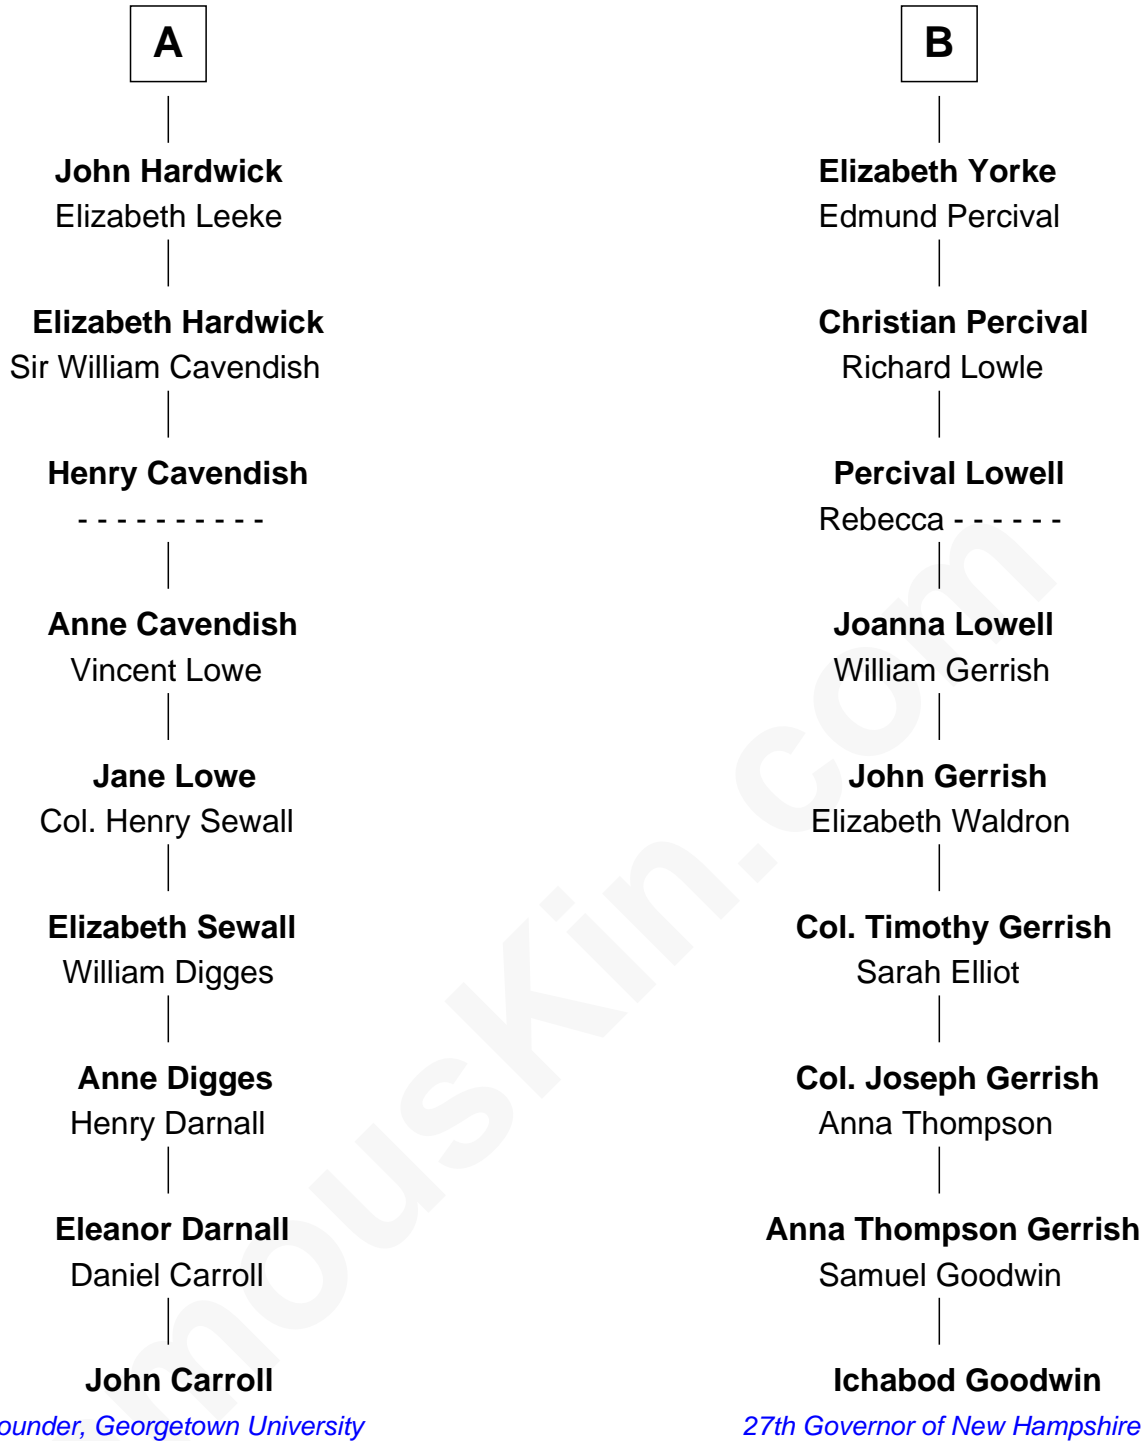 A
John Hardwick
Elizabeth Leeke
Elizabeth Hardwick
Sir William Cavendish
Henry Cavendish
- - - - - - - - - -
Anne Cavendish
Vincent Lowe
Jane Lowe
Col. Henry Sewall
Elizabeth Sewall
William Digges
Anne Digges
Henry Darnall
Eleanor Darnall
Daniel Carroll
John Carroll
ounder, Georgetown University
B
Elizabeth Yorke
Edmund Percival
Christian Percival
Richard Lowle
Percival Lowell
Rebecca - - - - - -
Joanna Lowell
William Gerrish
John Gerrish
Elizabeth Waldron
Col. Timothy Gerrish
Sarah Elliot
Col. Joseph Gerrish
Anna Thompson
Anna Thompson Gerrish
Samuel Goodwin
Ichabod Goodwin
27th Governor of New Hampshire
mousKin.com